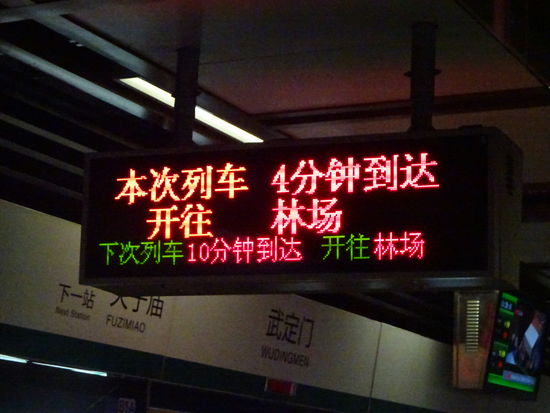 本次列车 4分钟到达
开往 林场
下次列车10分钟到达 开往林场
下一站 夫子庙
Next Station FUZIMIAO
武定门
WUDINGMEN